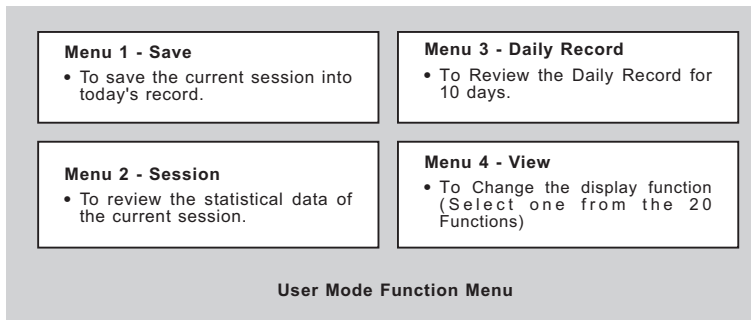 Menu 1 - Save
• To save the current session into
today's record.
Menu 2 - Session
• To review the statistical data of
the current session.
Menu 3 - Daily Record
• To Review the Daily Record for
10 days.
Menu 4 - View
• To Change the display function
(Select one from the 20
Functions)
User Mode Function Menu